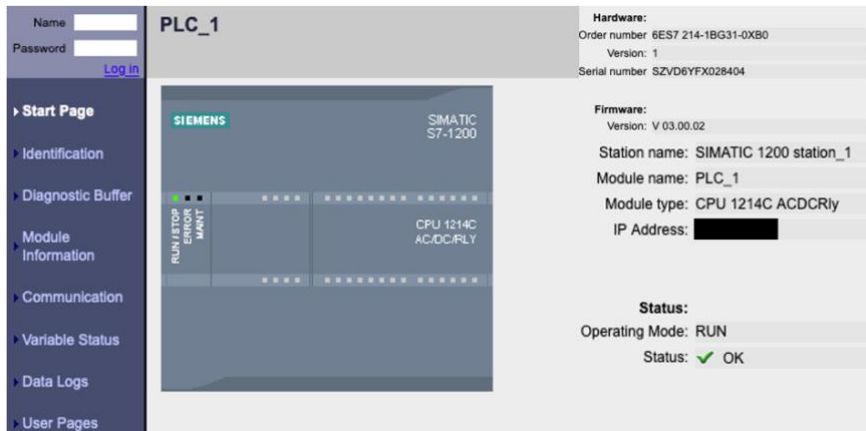 Name
Password
Log in
Start Page
Identification
Diagnostic Buffer
Module
Information
Communication
Variable Status
Data Logs
User Pages
PLC_1
SIEMENS
SIMATIC
S7-1200
RUN / STOP
ERROR
MAINT
CPU 1214C
AC/DC/RLY
Hardware:
Order number 6ES7 214-1BG31-0XB0
Version: 1
Serial number SZVD6YFX028404
Firmware:
Version: V 03.00.02
Station name: SIMATIC 1200 station_1
Module name: PLC_1
Module type: CPU 1214C ACDCRly
IP Address:
Status:
Operating Mode: RUN
Status: ✔ OK